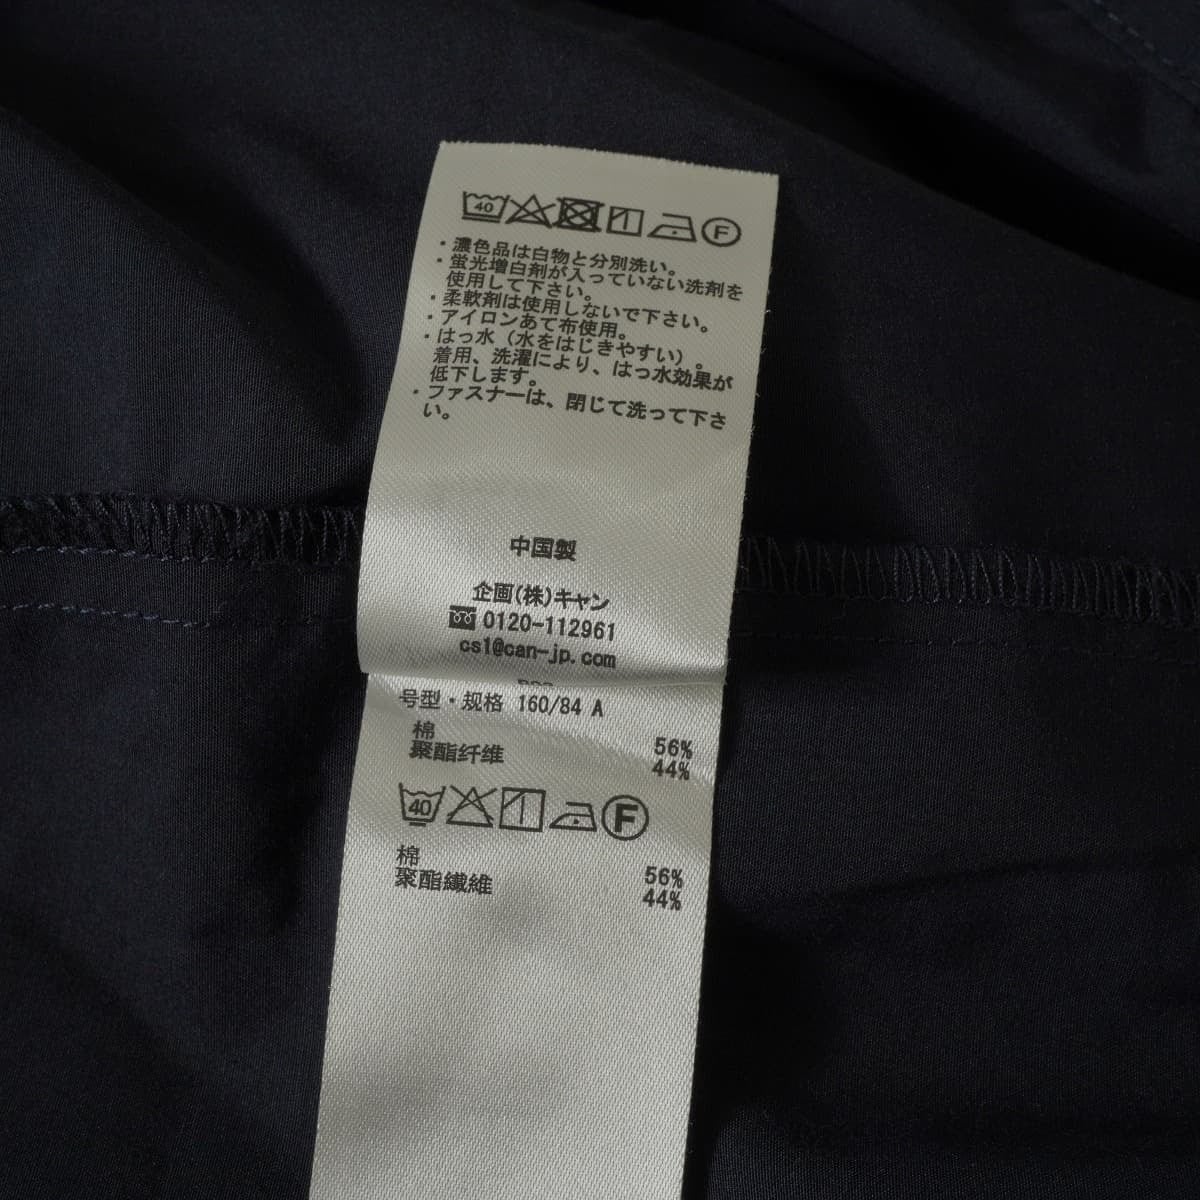 40 F
・濃色品は白物と分別洗い。
・蛍光増白剤が入っていない洗剤を
使用して下さい。
・柔軟剤は使用しないで下さい。
・アイロンあて布使用。
・はっ水（水をはじきやすい）。
着用、洗濯により、はっ水効果が
低下します。
・ファスナーは、閉じて洗って下さ
い。
中国製
企画(株)キャン
0120-112961
cs1@can-jp.com
号型・规格 160/84 A
棉 56%
聚酯纤维 44%
40 F
棉 56%
聚酯纖維 44%